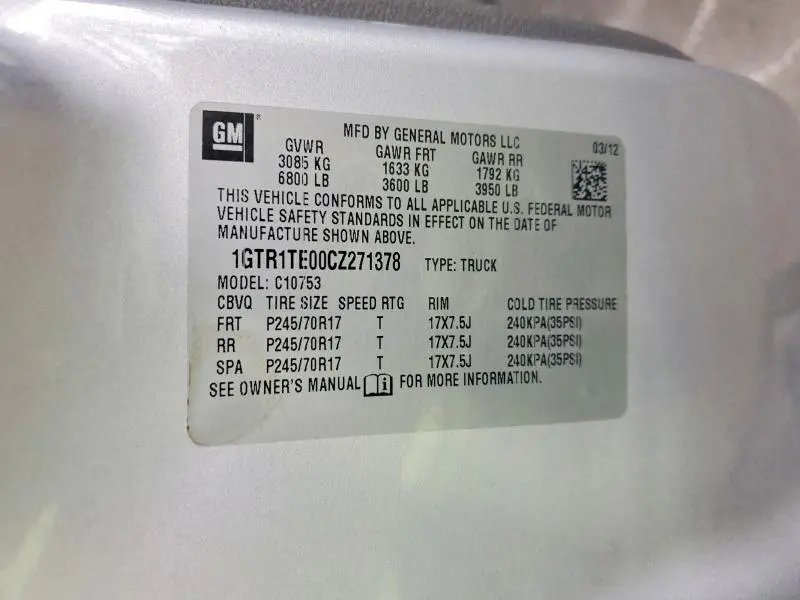 GM
MFD BY GENERAL MOTORS LLC 03/12
GVWR GAWR FRT GAWR RR
3085 KG 1633 KG 1792 KG
6800 LB 3600 LB 3950 LB
THIS VEHICLE CONFORMS TO ALL APPLICABLE U.S. FEDERAL MOTOR
VEHICLE SAFETY STANDARDS IN EFFECT ON THE DATE OF
MANUFACTURE SHOWN ABOVE.
1GTR1TE00CZ271378 TYPE: TRUCK
MODEL: C10753
CBVQ TIRE SIZE SPEED RTG RIM COLD TIRE PRESSURE
FRT P245/70R17 T 17X7.5J 240KPA(35PSI)
RR P245/70R17 T 17X7.5J 240KPA(35PSI)
SPA P245/70R17 T 17X7.5J 240KPA(35PSI)
SEE OWNER'S MANUAL FOR MORE INFORMATION.